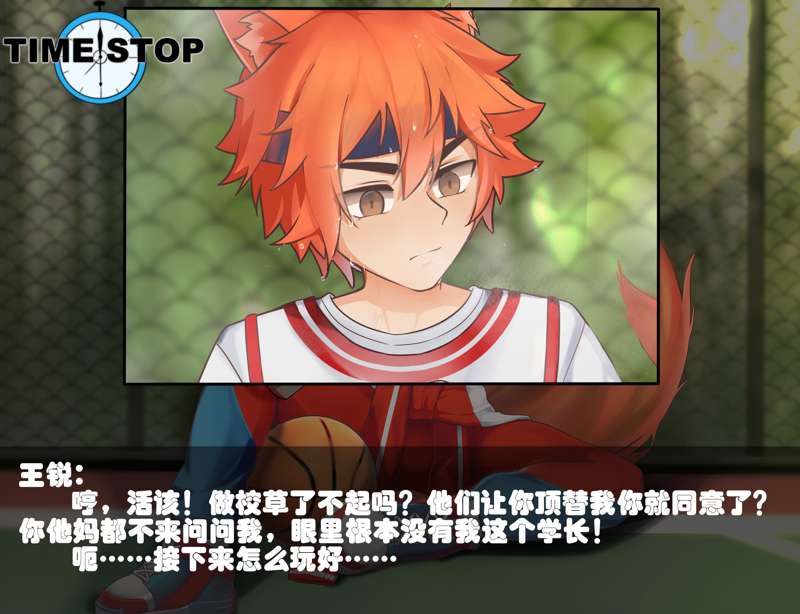 TIME STOP
王锐：
哼，活该！做校草了不起吗？他们让你顶替我你就同意了？
你他妈都不来问问我，眼里根本没有我这个学长！
呃……接下来怎么玩好……